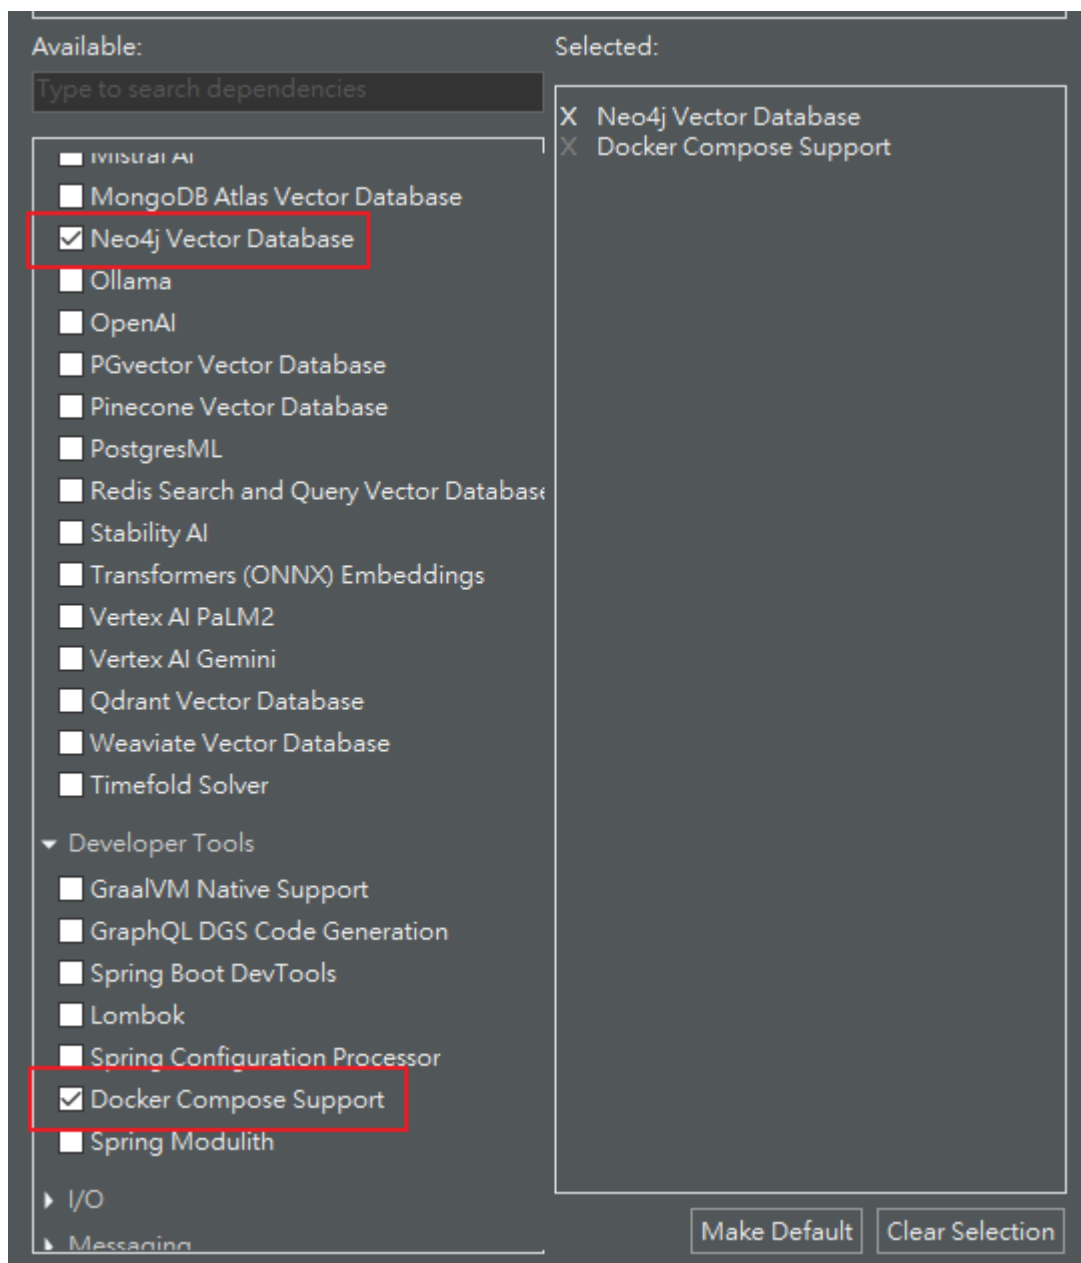 Available:
Type to search dependencies
Mistral AI
MongoDB Atlas Vector Database
Neo4j Vector Database
Ollama
OpenAI
PGvector Vector Database
Pinecone Vector Database
PostgresML
Redis Search and Query Vector Database
Stability AI
Transformers (ONNX) Embeddings
Vertex AI PaLM2
Vertex AI Gemini
Qdrant Vector Database
Weaviate Vector Database
Timefold Solver
Developer Tools
GraalVM Native Support
GraphQL DGS Code Generation
Spring Boot DevTools
Lombok
Spring Configuration Processor
Docker Compose Support
Spring Modulith
I/O
Messaging
Selected:
X Neo4j Vector Database
X Docker Compose Support
Make Default
Clear Selection